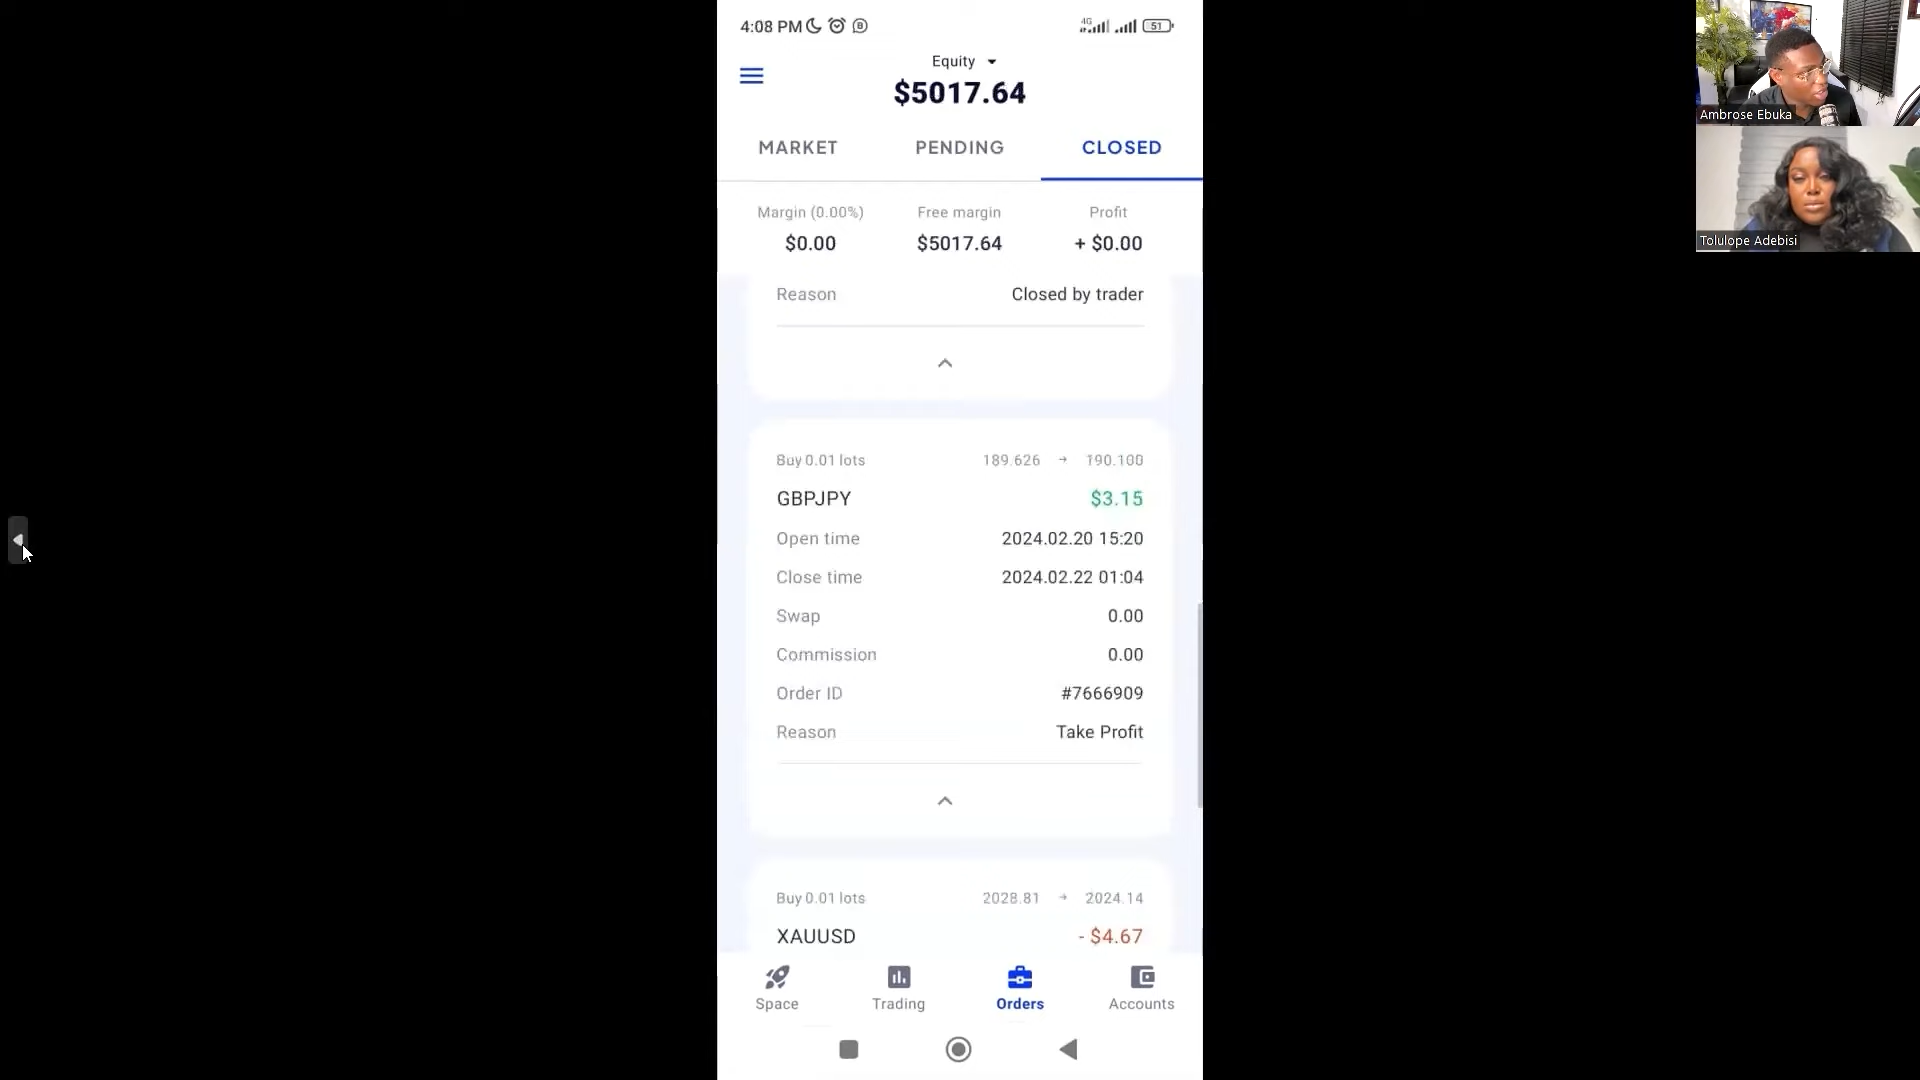 4:08 PM
4G
51
Equity
$5017.64
MARKET PENDING CLOSED
Margin (0.00%) Free margin Profit
$0.00 $5017.64 + $0.00
Reason Closed by trader
Buy 0.01 lots 189.626 → 190.100
GBPJPY $3.15
Open time 2024.02.20 15:20
Close time 2024.02.22 01:04
Swap 0.00
Commission 0.00
Order ID #7666909
Reason Take Profit
Buy 0.01 lots 2028.81 → 2024.14
XAUUSD - $4.67
Space Trading Orders Accounts
Ambrose Ebuka
Tolulope Adebisi